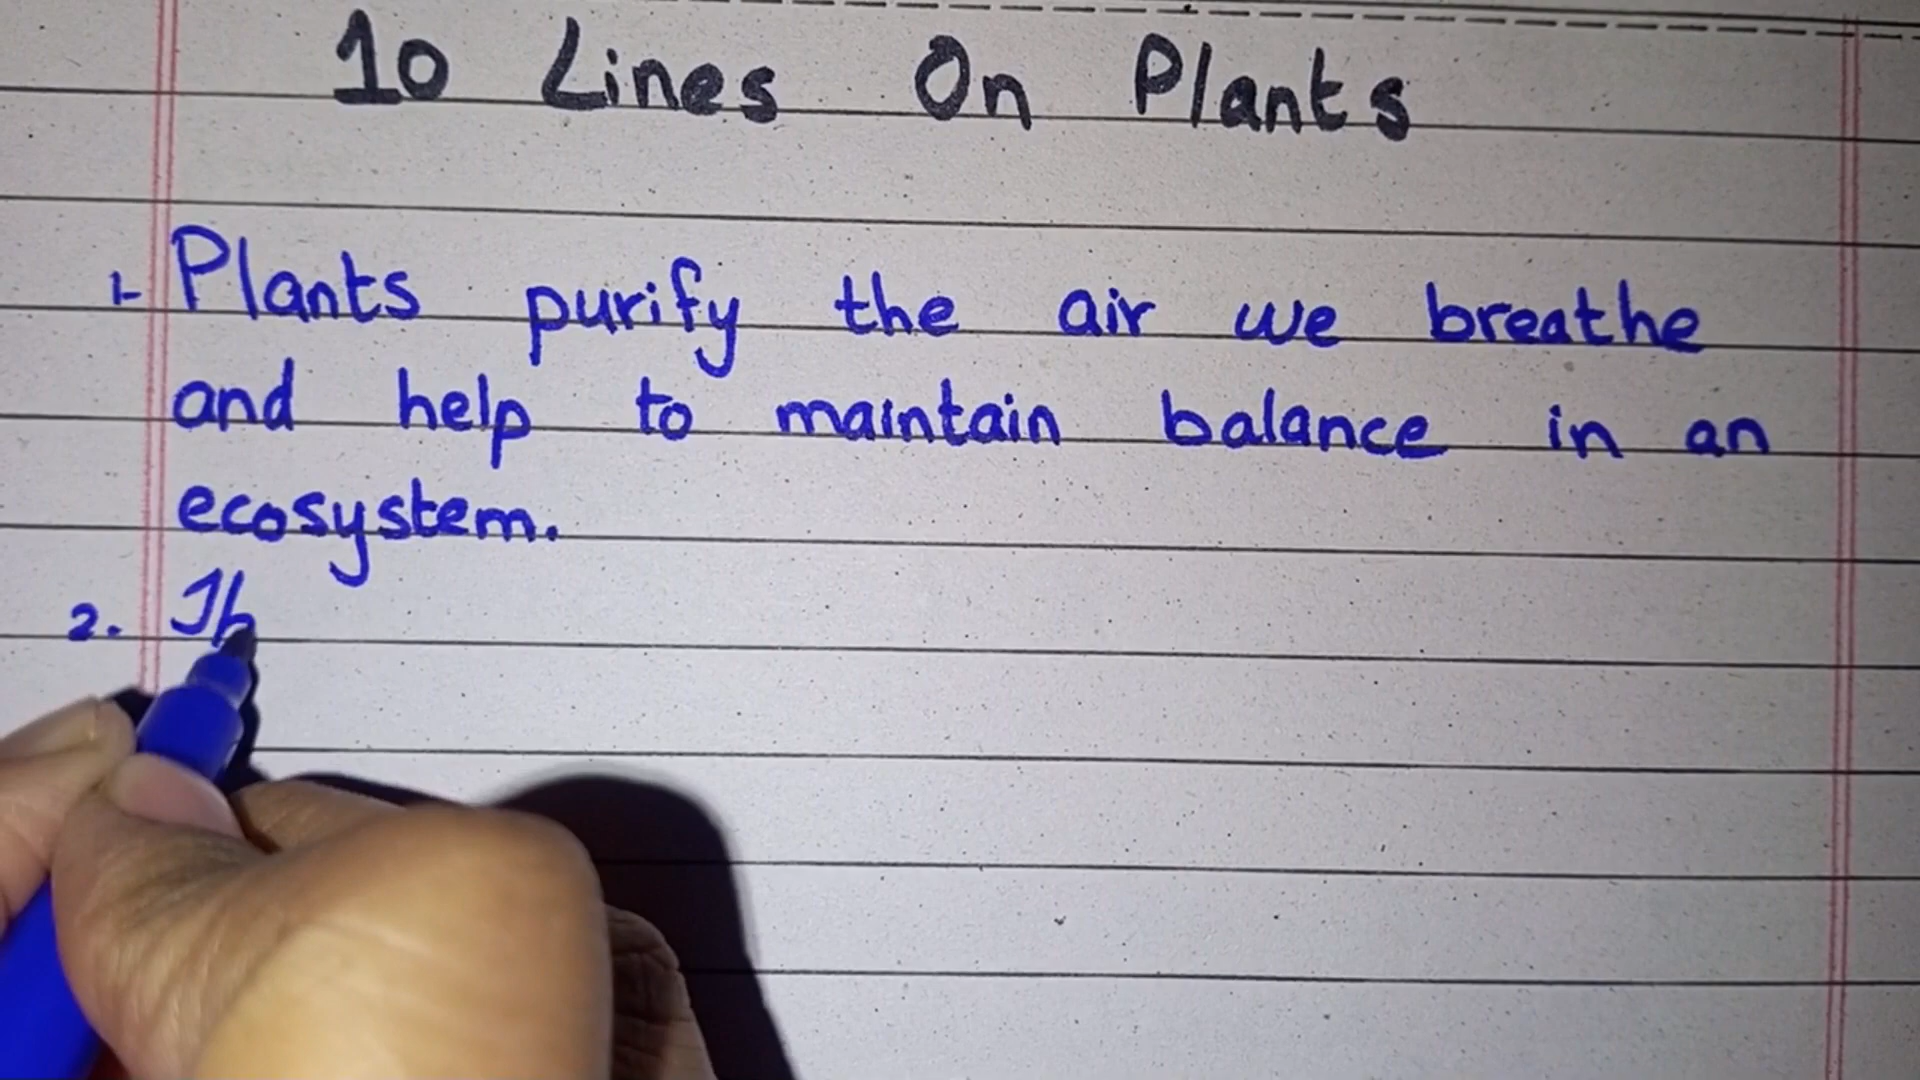 10 Lines On Plants
1. Plants purify the air we breathe
and help to maintain balance in an
ecosystem.
2.